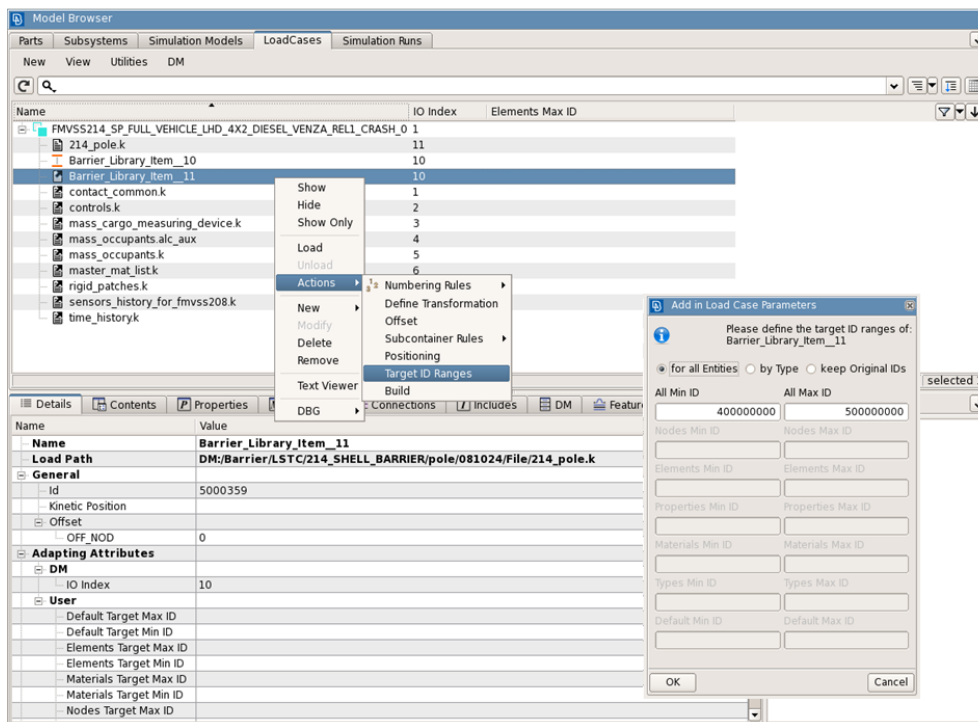 Model Browser
Parts Subsystems Simulation Models LoadCases Simulation Runs
New View Utilities DM
Name IO Index Elements Max ID
FMVSS214_SP_FULL_VEHICLE_LHD_4X2_DIESEL_VENZA_REL1_CRASH_0 1
214_pole.k 11
Barrier_Library_Item__10 10
Barrier_Library_Item__11 10
contact_common.k 1
controls.k 2
mass_cargo_measuring_device.k 3
mass_occupants.alc_aux 4
mass_occupants.k 5
master_mat_list.k 6
rigid_patches.k
sensors_history_for_fmvss208.k
time_history.k
Show
Hide
Show Only
Load
Unload
Actions
New
Modify
Delete
Remove
Text Viewer
DBG
Numbering Rules
Define Transformation
Offset
Subcontainer Rules
Positioning
Target ID Ranges
Build
selected
Details Contents Properties Connections Includes DM Featur
Name Value
Name Barrier_Library_Item__11
Load Path DM:/Barrier/LSTC/214_SHELL_BARRIER/pole/081024/File/214_pole.k
General
Id 5000359
Kinetic Position
Offset
OFF_NOD 0
Adapting Attributes
DM
IO Index 10
User
Default Target Max ID
Default Target Min ID
Elements Target Max ID
Elements Target Min ID
Materials Target Max ID
Materials Target Min ID
Nodes Target Max ID
Add in Load Case Parameters
Please define the target ID ranges of:
Barrier_Library_Item__11
for all Entities by Type keep Original IDs
All Min ID All Max ID
400000000 500000000
Nodes Min ID Nodes Max ID
Elements Min ID Elements Max ID
Properties Min ID Properties Max ID
Materials Min ID Materials Max ID
Types Min ID Types Max ID
Default Min ID Default Max ID
OK Cancel